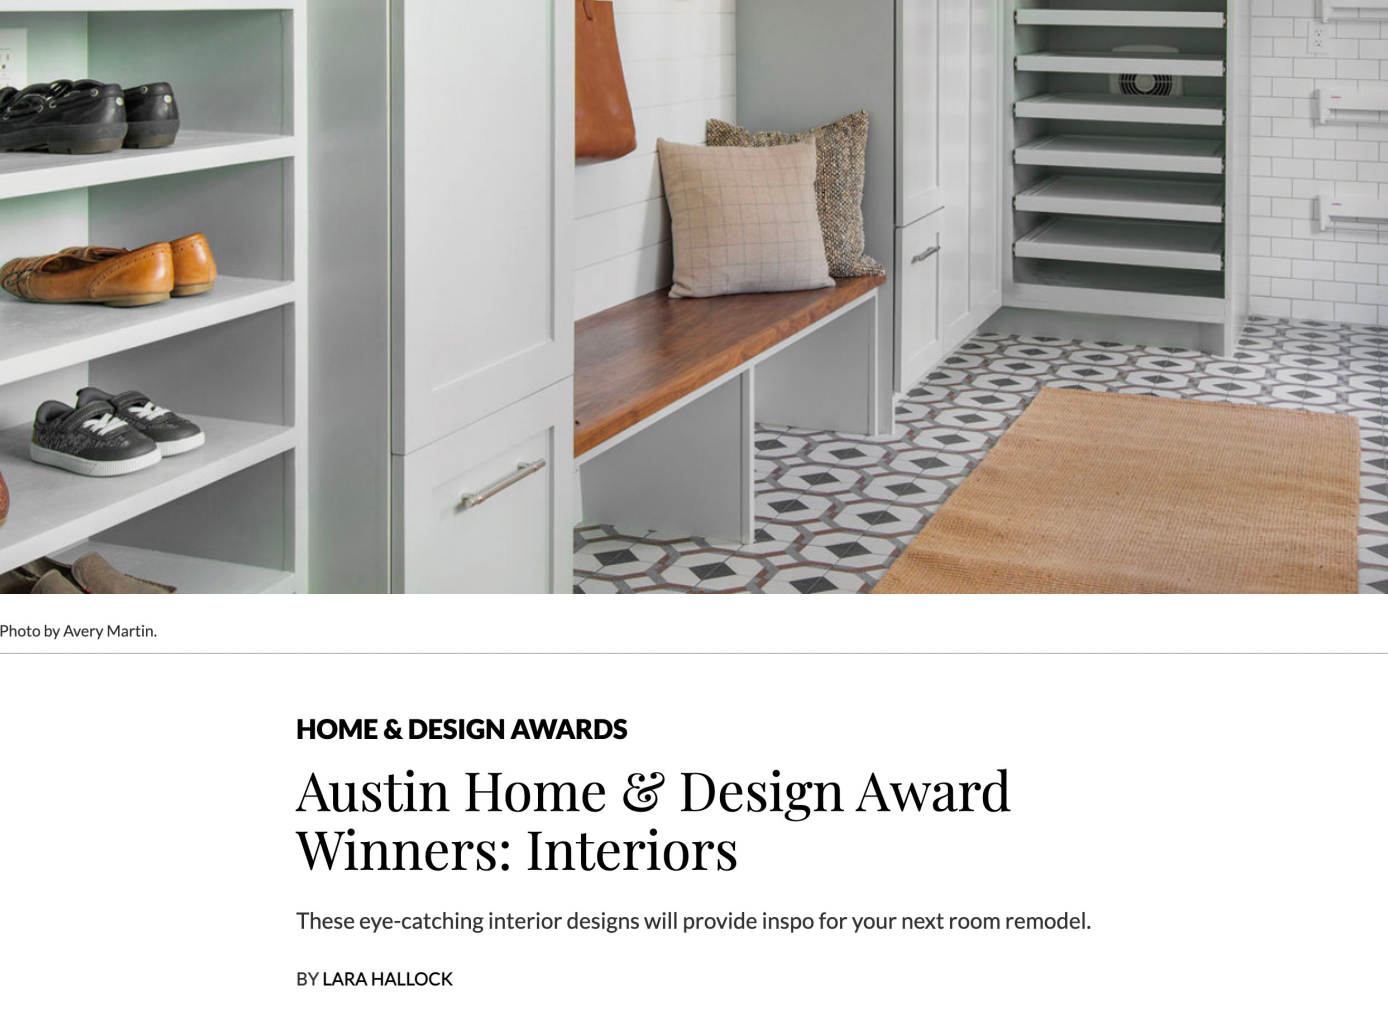 Photo by Avery Martin.
HOME & DESIGN AWARDS
Austin Home & Design Award
Winners: Interiors
These eye-catching interior designs will provide inspo for your next room remodel.
BY LARA HALLOCK